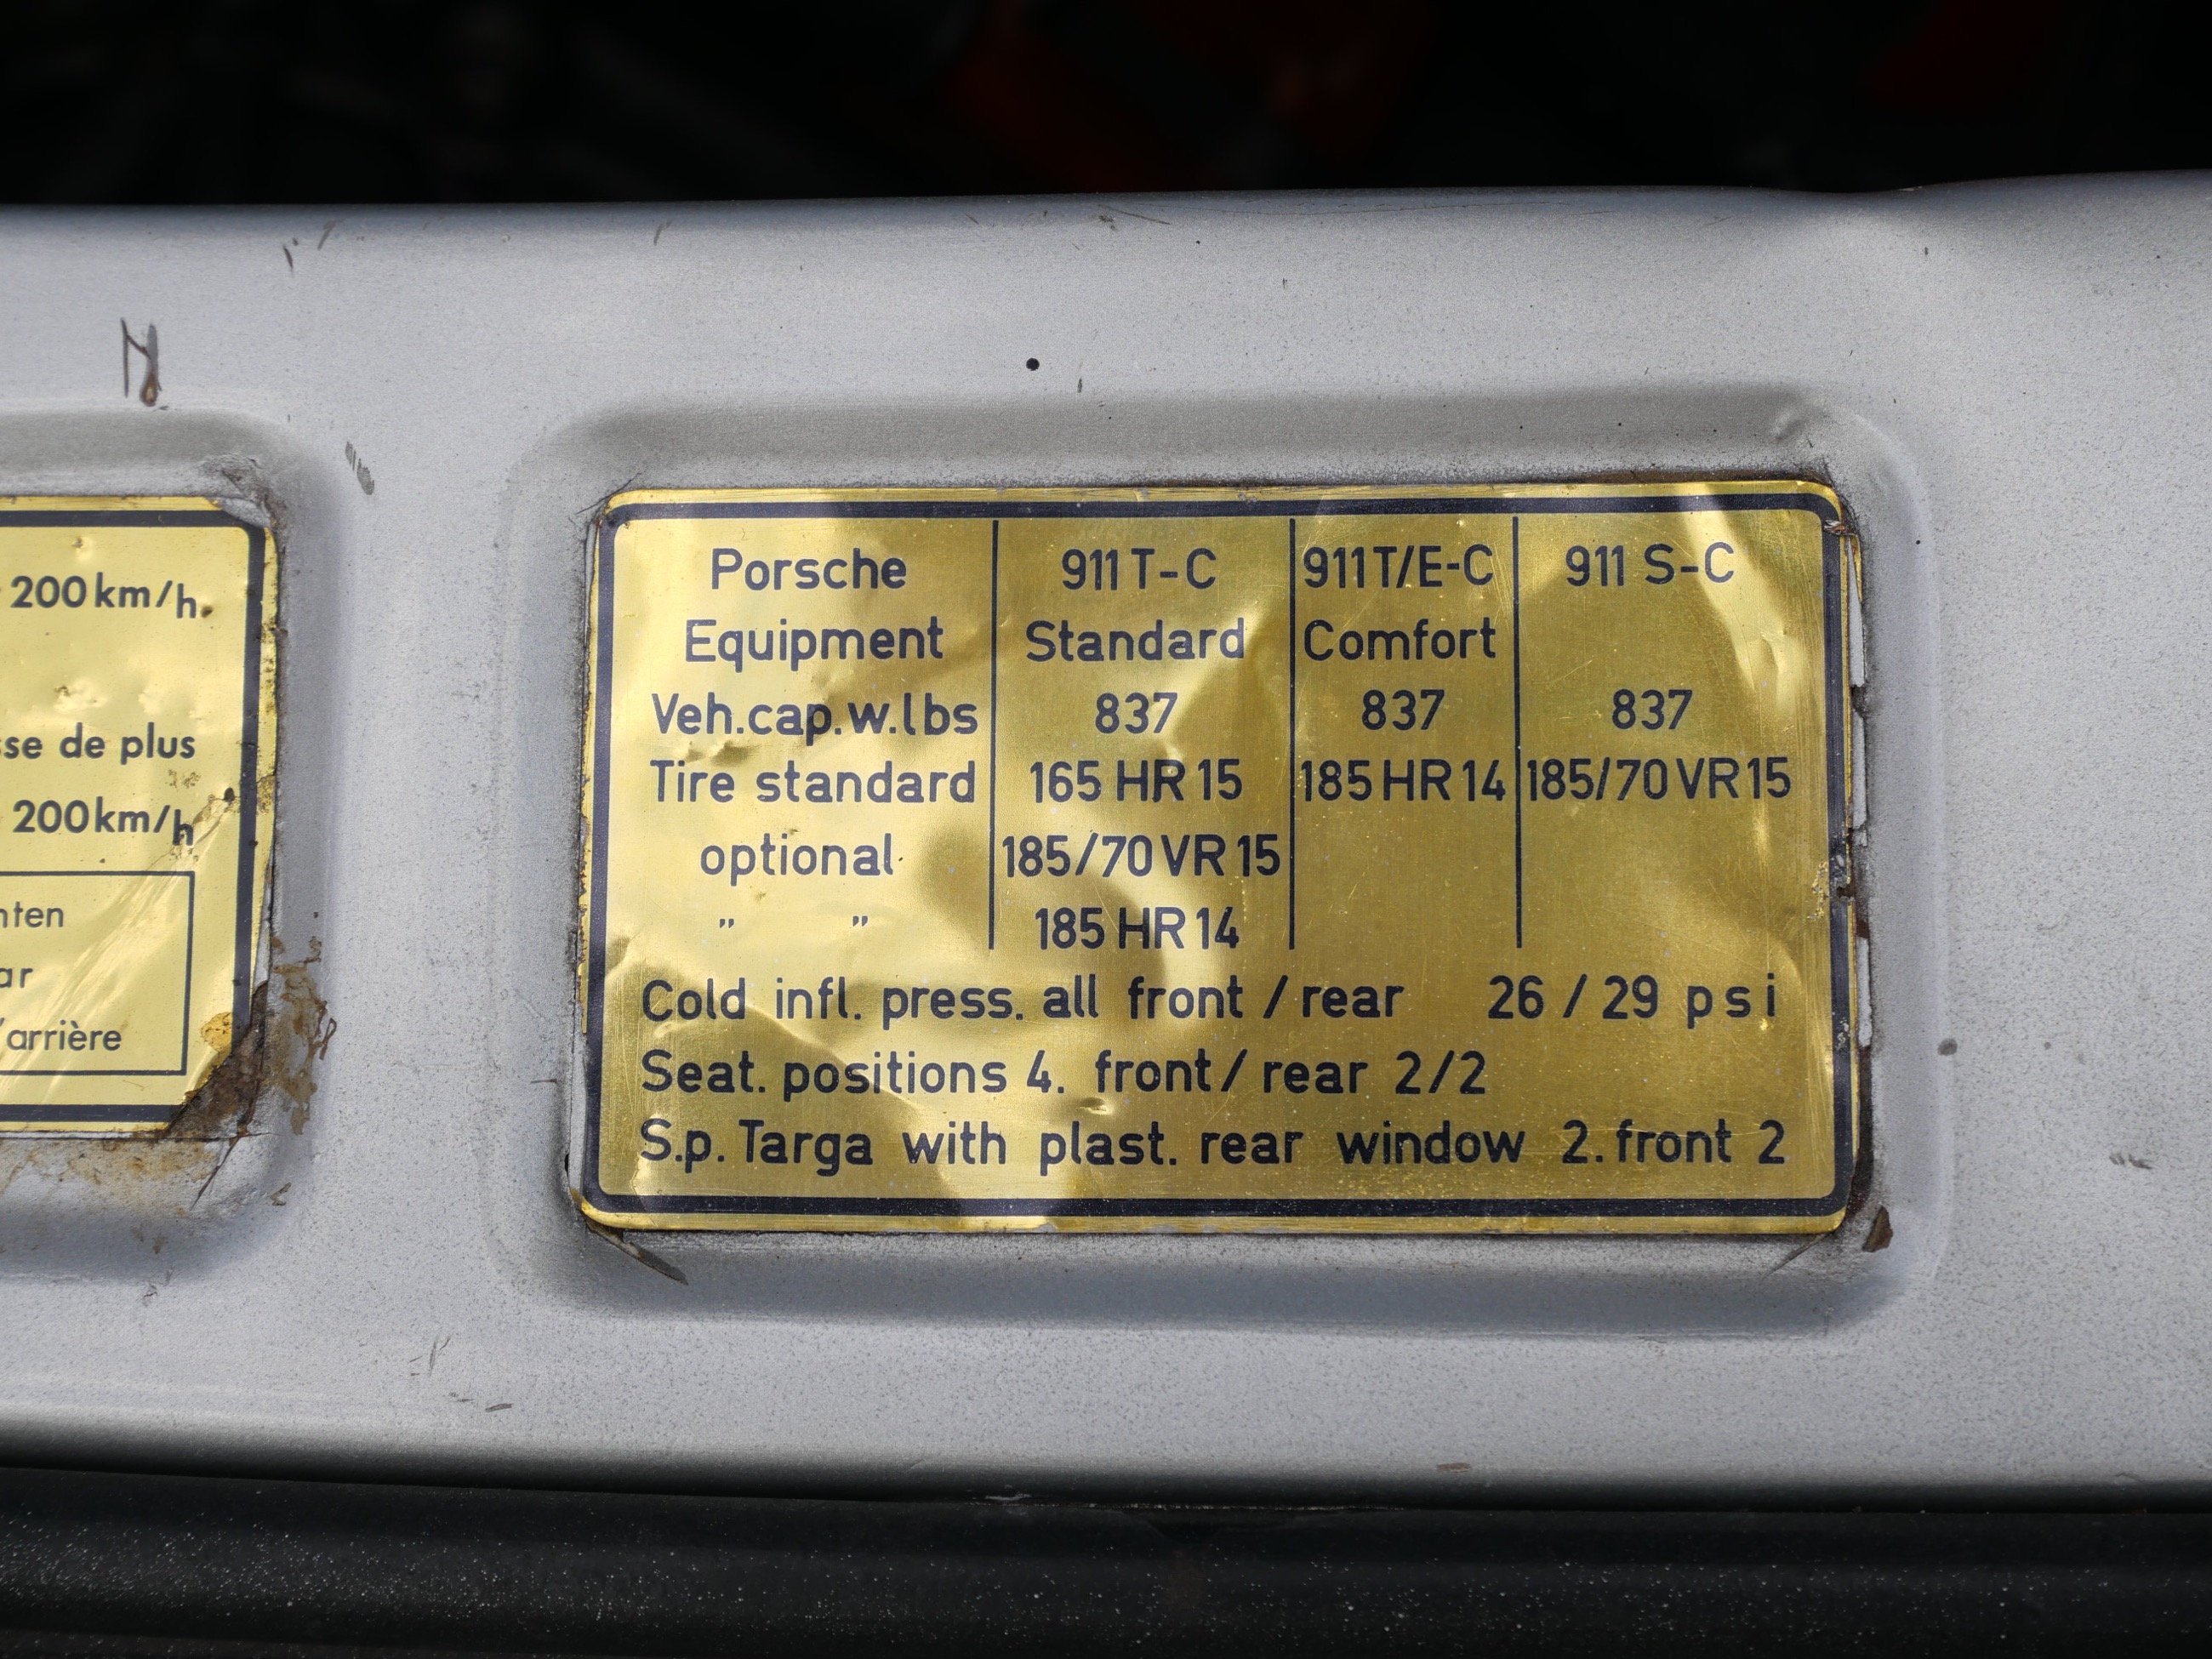 200 km/h.
de plus
200 km/h
l'arrière
Porsche 911 T-C 911 T/E-C 911 S-C
Equipment Standard Comfort
Veh.cap.w.lbs 837 837 837
Tire standard 165 HR 15 185 HR 14 185/70 VR 15
optional 185/70 VR 15
" " 185 HR 14
Cold infl. press. all front / rear 26 / 29 psi
Seat. positions 4. front / rear 2/2
S.p. Targa with plast. rear window 2. front 2